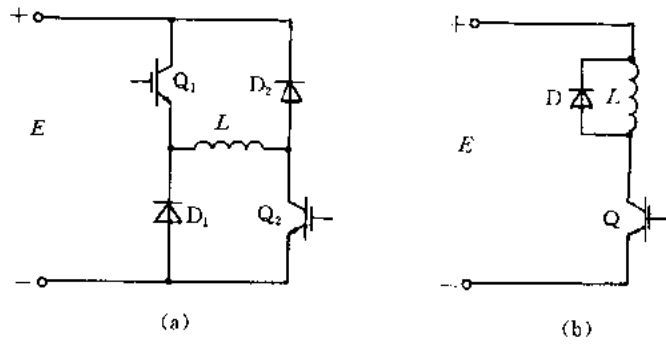 +
Q₁
D₂
E
L
D₁
Q₂
−
(a)
+
D
L
E
Q
−
(b)